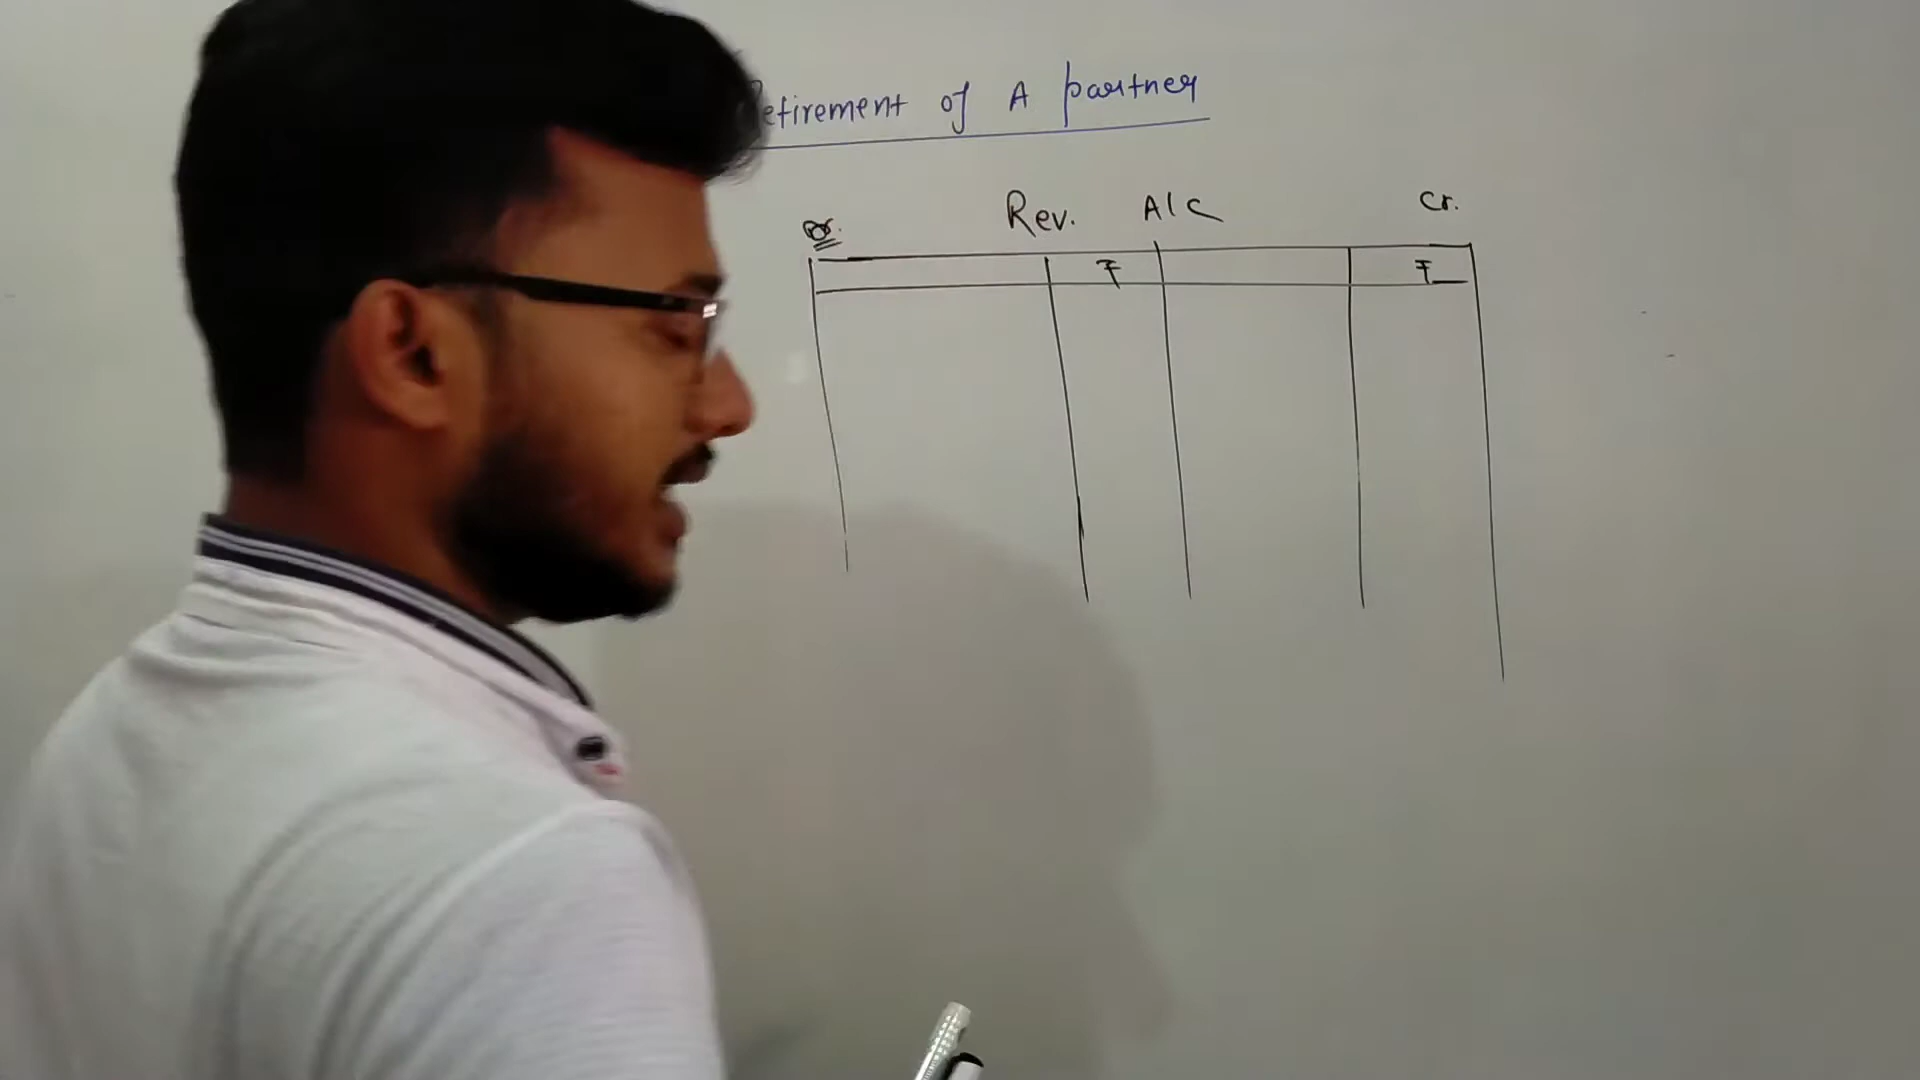 Retirement of A partner
Dr. Rev. A/C Cr.
₹ ₹